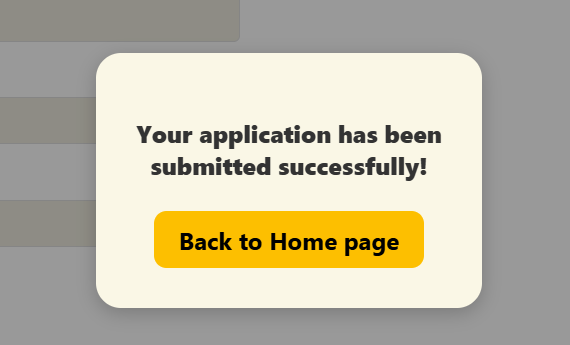 Your application has been
submitted successfully!
Back to Home page